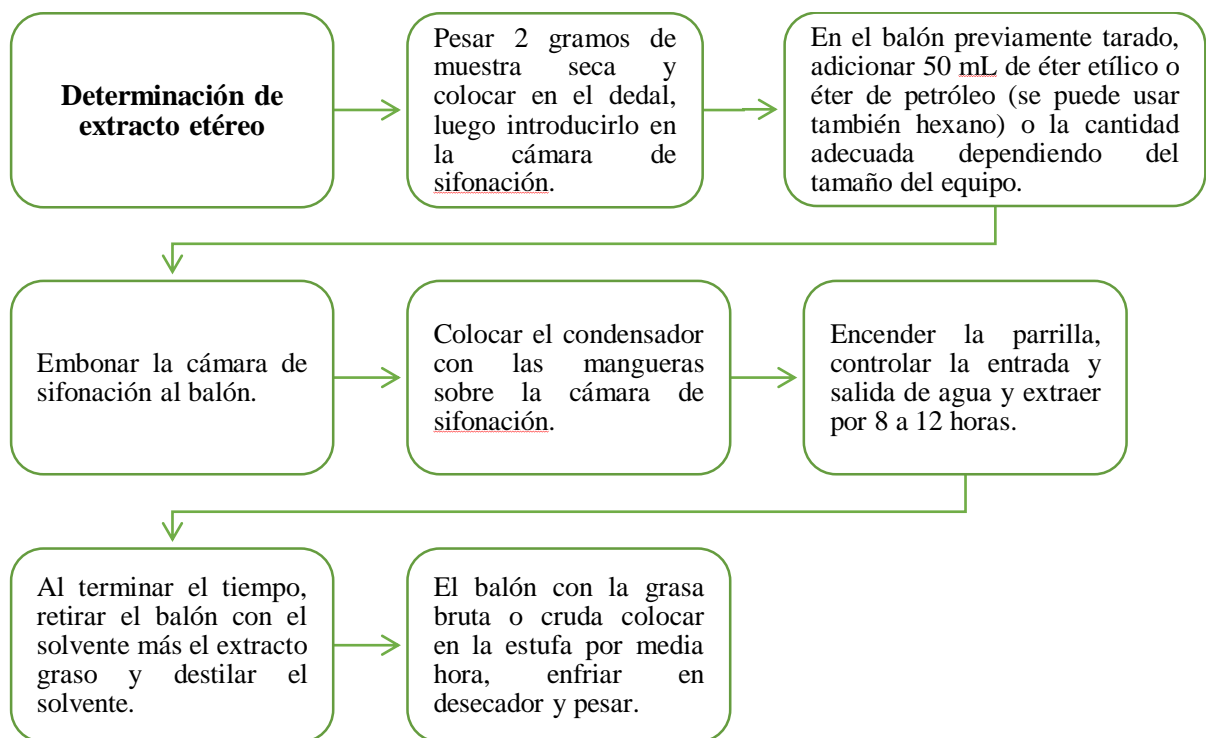 Determinación de
extracto etéreo
Pesar 2 gramos de
muestra seca y
colocar en el dedal,
luego introducirlo en
la cámara de
sifonación.
En el balón previamente tarado,
adicionar 50 mL de éter etílico o
éter de petróleo (se puede usar
también hexano) o la cantidad
adecuada dependiendo del
tamaño del equipo.
Embonar la cámara de
sifonación al balón.
Colocar el condensador
con las mangueras
sobre la cámara de
sifonación.
Encender la parrilla,
controlar la entrada y
salida de agua y extraer
por 8 a 12 horas.
Al terminar el tiempo,
retirar el balón con el
solvente más el extracto
graso y destilar el
solvente.
El balón con la grasa
bruta o cruda colocar
en la estufa por media
hora, enfriar en
desecador y pesar.